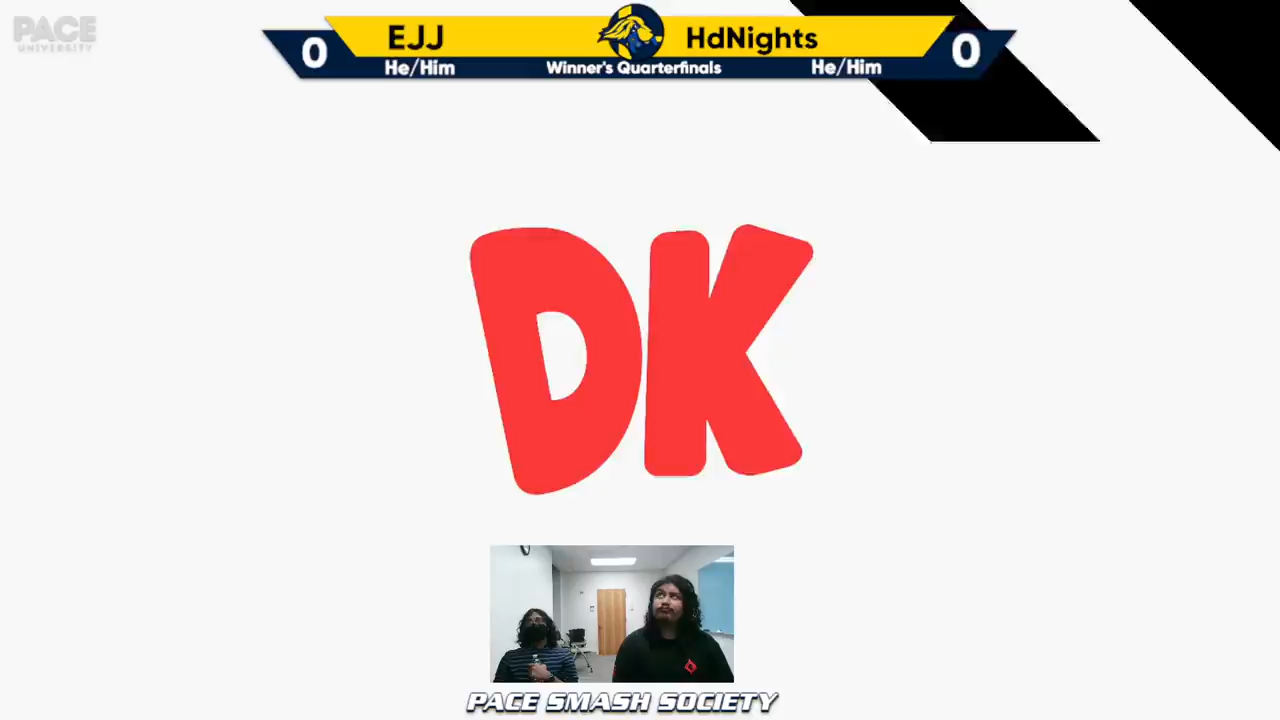 PACE
UNIVERSITY
0
EJJ
HdNights
0
He/Him
Winner's Quarterfinals
He/Him
DK
PACE SMASH SOCIETY